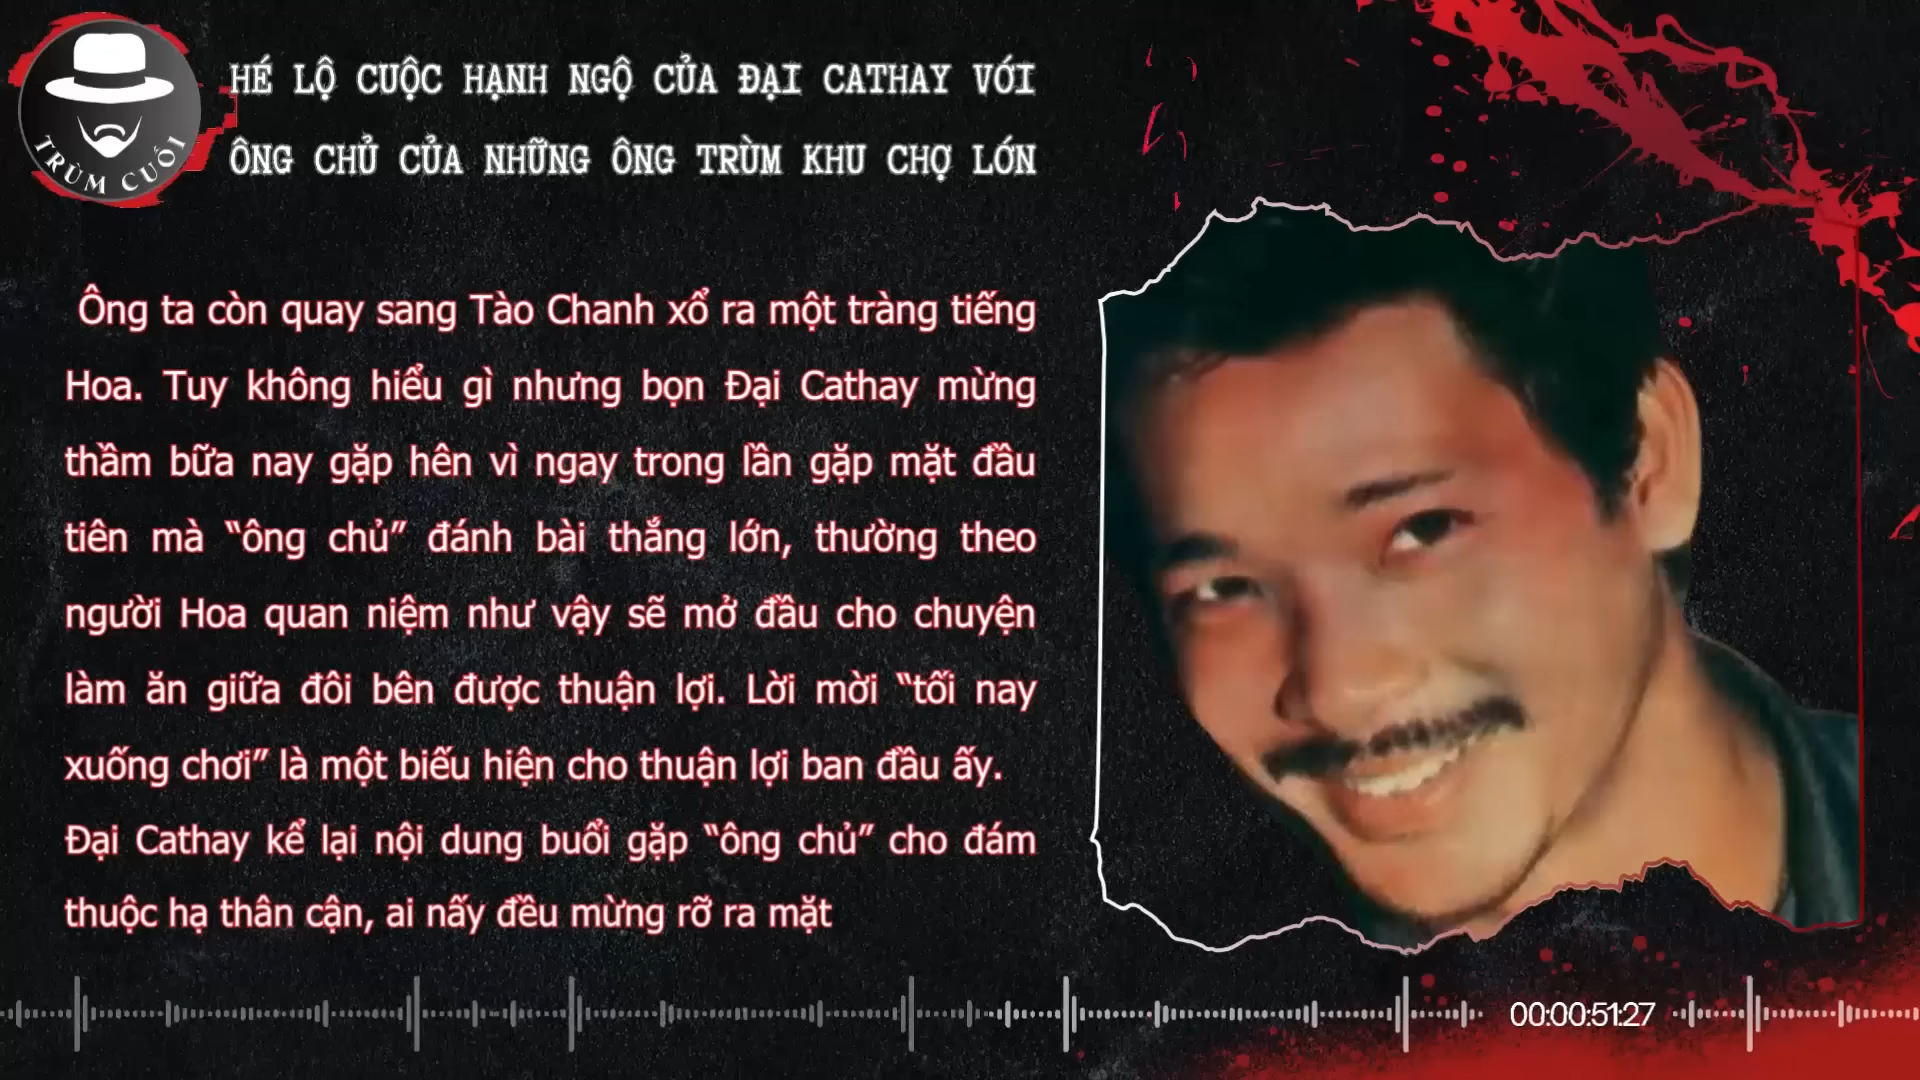 TRÙM CUỐI
HÉ LỘ CUỘC HẠNH NGỘ CỦA ĐẠI CATHAY VỚI
ÔNG CHỦ CỦA NHỮNG ÔNG TRÙM KHU CHỢ LỚN
Ông ta còn quay sang Tào Chanh xổ ra một tràng tiếng
Hoa. Tuy không hiểu gì nhưng bọn Đại Cathay mừng
thầm bữa nay gặp hên vì ngay trong lần gặp mặt đầu
tiên mà “ông chủ” đánh bài thắng lớn, thường theo
người Hoa quan niệm như vậy sẽ mở đầu cho chuyện
làm ăn giữa đôi bên được thuận lợi. Lời mời “tối nay
xuống chơi” là một biếu hiện cho thuận lợi ban đầu ấy.
Đại Cathay kể lại nội dung buổi gặp “ông chủ” cho đám
thuộc hạ thân cận, ai nấy đều mừng rỡ ra mặt
00:00:51:27